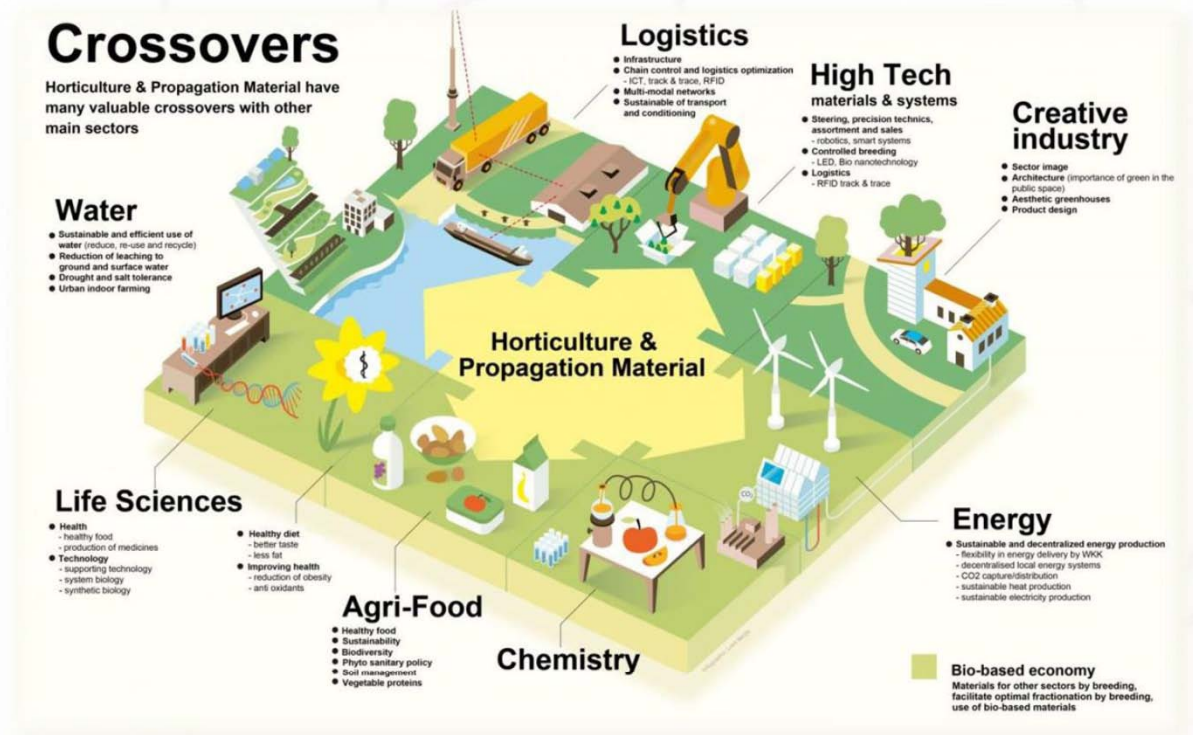 Crossovers
Horticulture & Propagation Material have
many valuable crossovers with other
main sectors
Logistics
● Infrastructure
● Chain control and logistics optimization
- ICT, track & trace, RFID
● Multi-modal networks
● Sustainable of transport
and conditioning
High Tech
materials & systems
● Steering, precision technics,
assortment and sales
- robotics, smart systems
● Controlled breeding
- LED, Bio nanotechnology
● Logistics
- RFID track & trace
Creative
industry
● Sector image
● Architecture (importance of green in the
public space)
● Aesthetic greenhouses
● Product design
Water
● Sustainable and efficient use of
water (reduce, re-use and recycle)
● Reduction of leaching to
ground and surface water
● Drought and salt tolerance
● Urban indoor farming
Horticulture &
Propagation Material
Life Sciences
● Health
- healthy food
- production of medicines
● Technology
- supporting technology
- system biology
- synthetic biology
● Healthy diet
- better taste
- less fat
● Improving health
- reduction of obesity
- anti oxidants
Agri-Food
● Healthy food
● Sustainability
● Biodiversity
● Phyto sanitary policy
● Soil management
● Vegetable proteins
Chemistry
CO2
Energy
● Sustainable and decentralized energy production
- flexibility in energy delivery by WKK
- decentralised local energy systems
- CO2 capture/distribution
- sustainable heat production
- sustainable electricity production
Bio-based economy
Materials for other sectors by breeding,
facilitate optimal fractionation by breeding,
use of bio-based materials